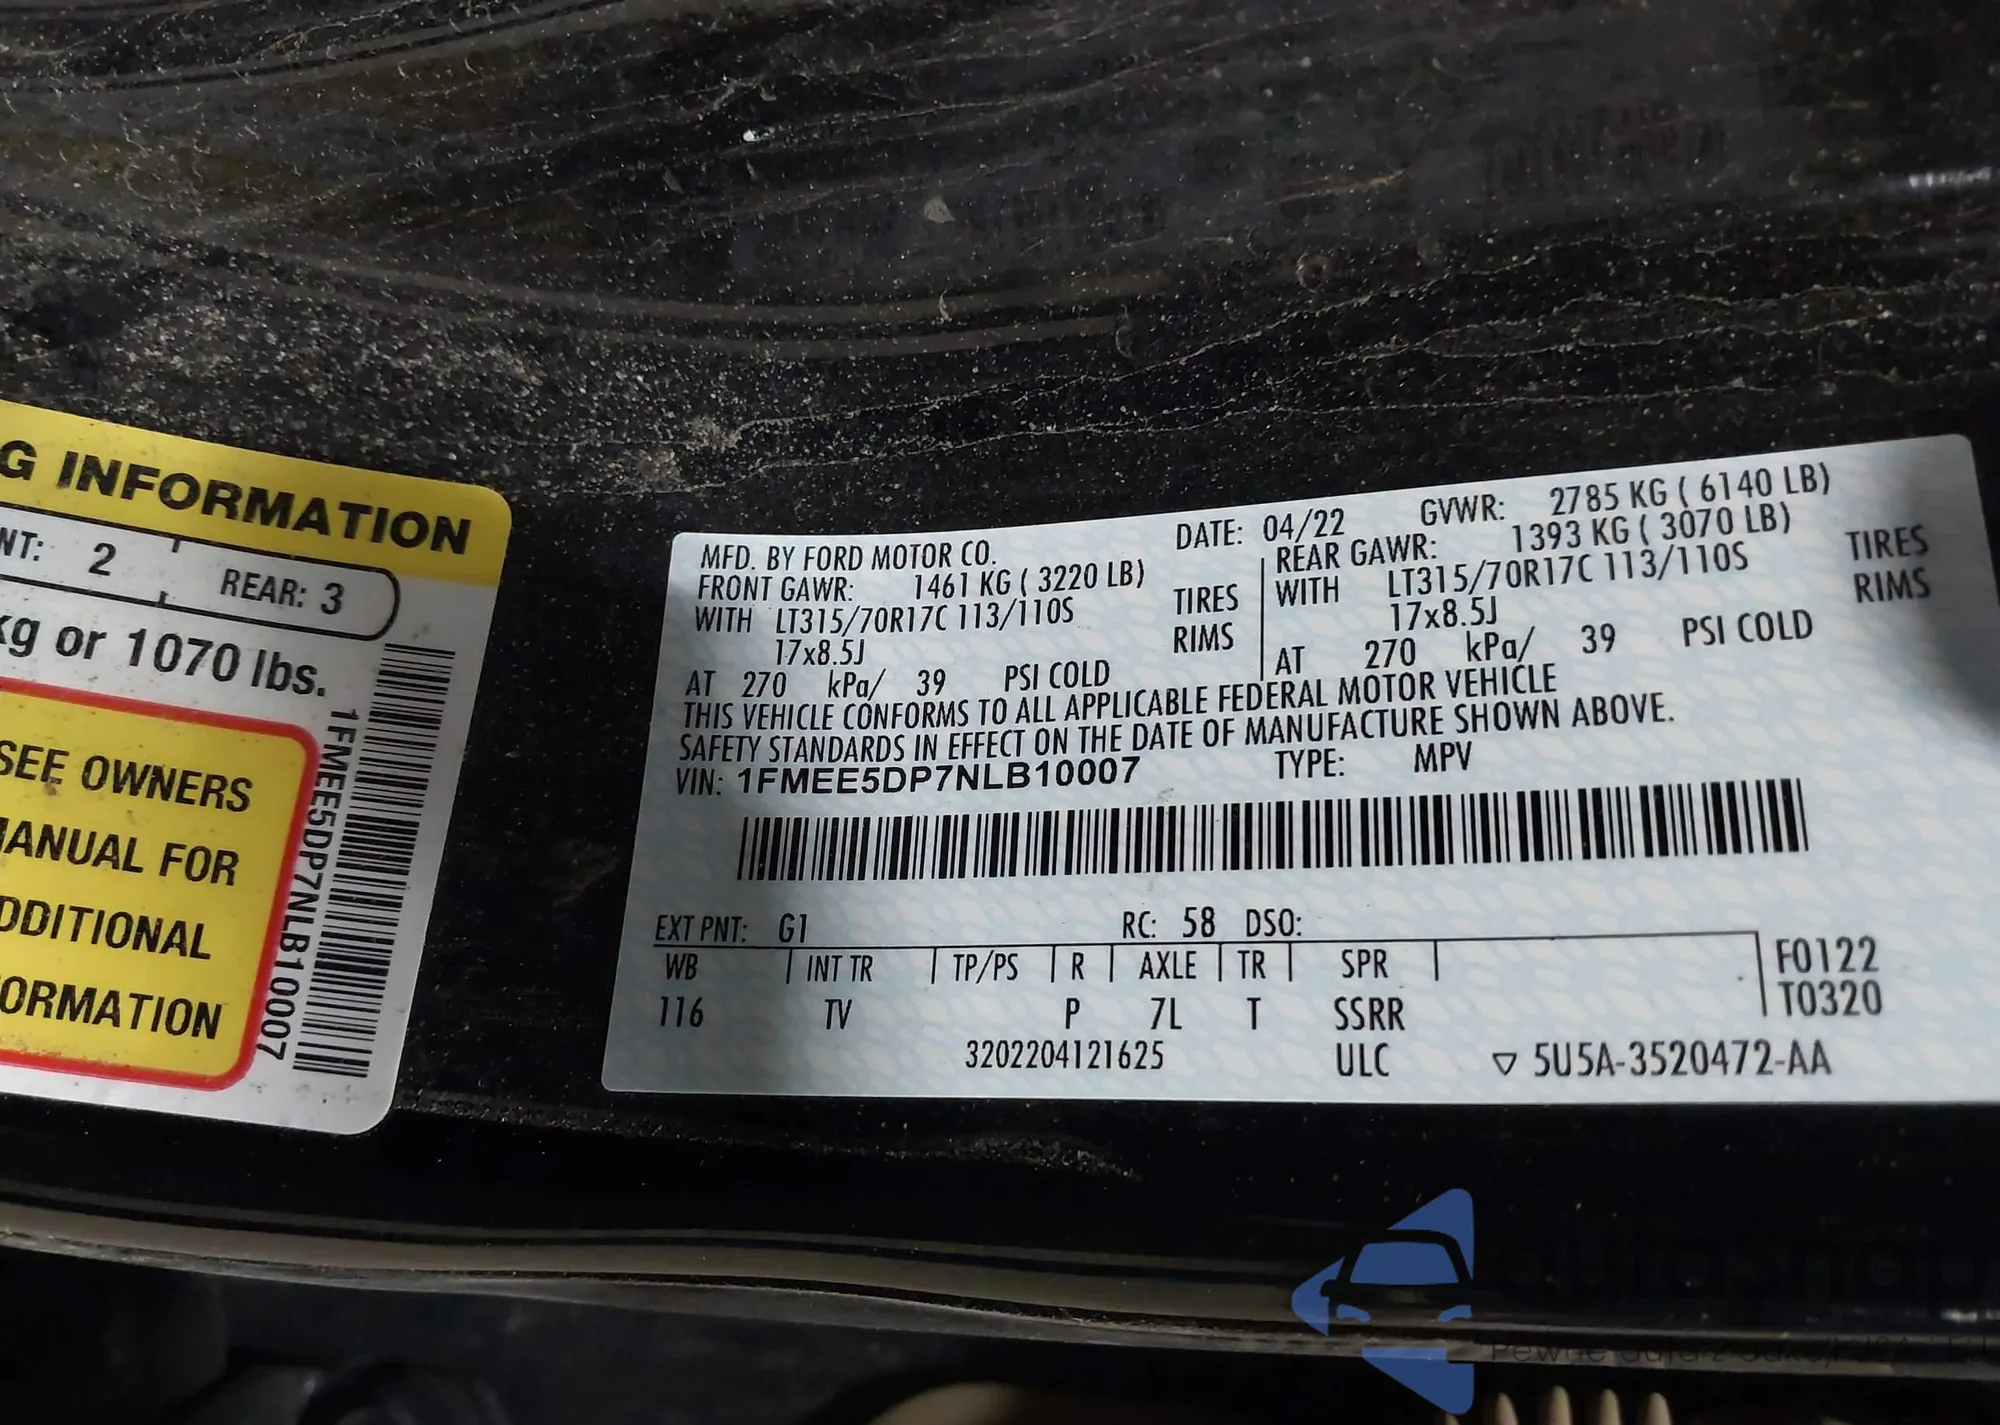 G INFORMATION
NT: 2 REAR: 3
kg or 1070 lbs.
SEE OWNERS
MANUAL FOR
DDITIONAL
ORMATION
1FMEE5DP7NLB10007
MFD. BY FORD MOTOR CO. DATE: 04/22 GVWR: 2785 KG ( 6140 LB)
FRONT GAWR: 1461 KG ( 3220 LB) REAR GAWR: 1393 KG ( 3070 LB)
WITH LT315/70R17C 113/110S TIRES WITH LT315/70R17C 113/110S TIRES
17x8.5J RIMS 17x8.5J RIMS
AT 270 kPa/ 39 PSI COLD AT 270 kPa/ 39 PSI COLD
THIS VEHICLE CONFORMS TO ALL APPLICABLE FEDERAL MOTOR VEHICLE
SAFETY STANDARDS IN EFFECT ON THE DATE OF MANUFACTURE SHOWN ABOVE.
VIN: 1FMEE5DP7NLB10007 TYPE: MPV
EXT PNT: G1 RC: 58 DSO:
WB INT TR TP/PS R AXLE TR SPR F0122
116 TV P 7L T SSRR T0320
3202204121625 ULC ▽ 5U5A-3520472-AA